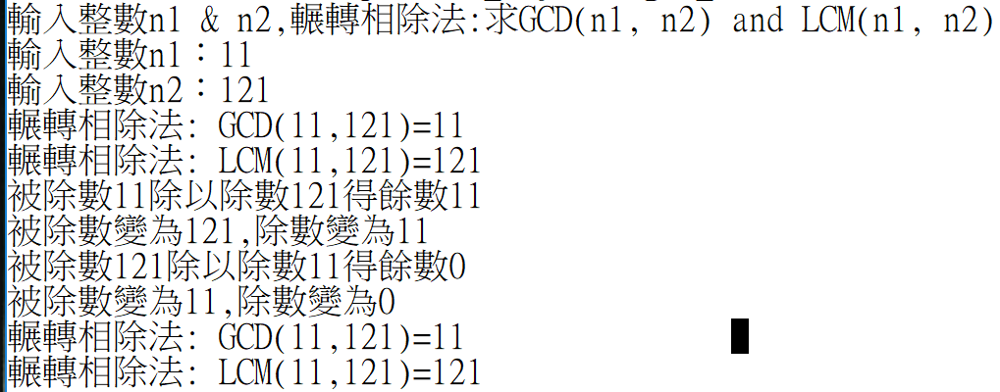 輸入整數n1 & n2,輾轉相除法:求GCD(n1, n2) and LCM(n1, n2)
輸入整數n1：11
輸入整數n2：121
輾轉相除法: GCD(11,121)=11
輾轉相除法: LCM(11,121)=121
被除數11除以除數121得餘數11
被除數變為121,除數變為11
被除數121除以除數11得餘數0
被除數變為11,除數變為0
輾轉相除法: GCD(11,121)=11
輾轉相除法: LCM(11,121)=121